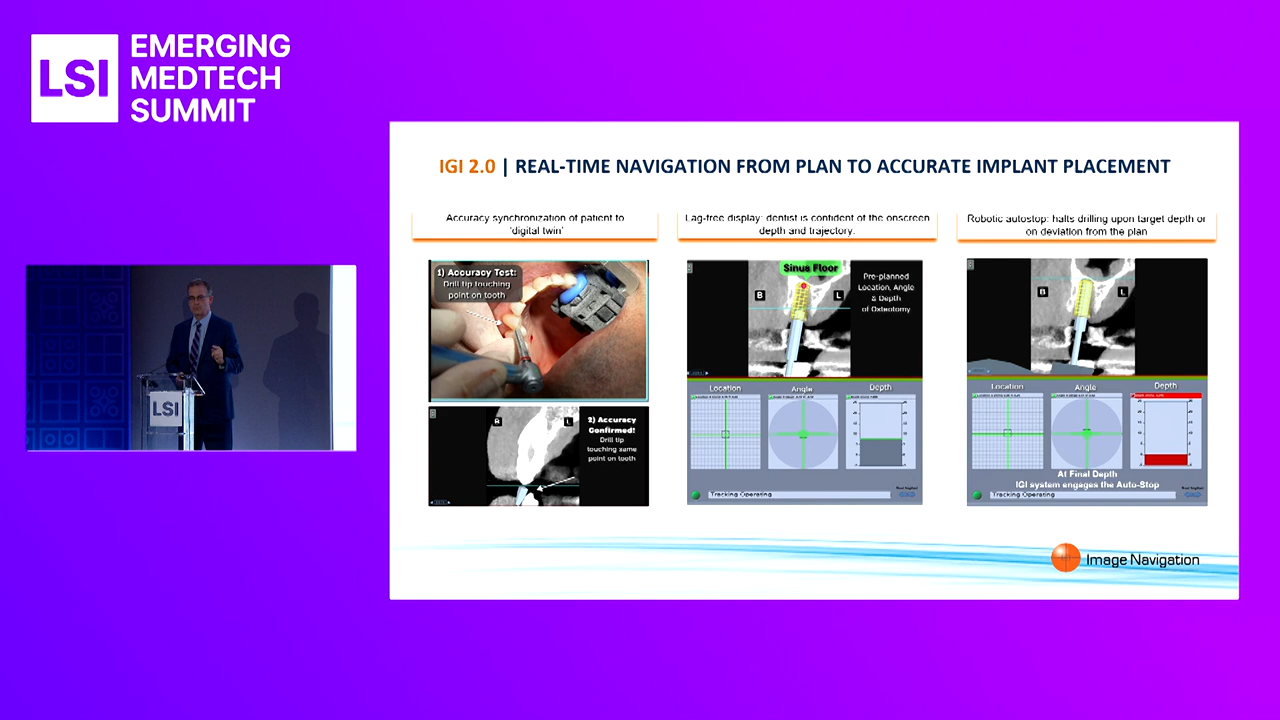 LSI
EMERGING
MEDTECH
SUMMIT
IGI 2.0 | REAL-TIME NAVIGATION FROM PLAN TO ACCURATE IMPLANT PLACEMENT
Accuracy synchronization of patient to
'digital twin'
Lag-free display: dentist is confident of the onscreen
depth and trajectory.
Robotic autostop: halts drilling upon target depth or
on deviation from the plan
1) Accuracy Test:
Drill tip touching
point on tooth
B
L
2) Accuracy
Confirmed!
Drill tip
touching same
point on tooth
Sinus Floor
B
L
Pre-planned
Location, Angle
& Depth
of Osteotomy
Location
Angle
Depth
Tracking Operating
B
L
Location
Angle
Depth
At Final Depth
IGI system engages the Auto-Stop
Tracking Operating
LSI
Image Navigation